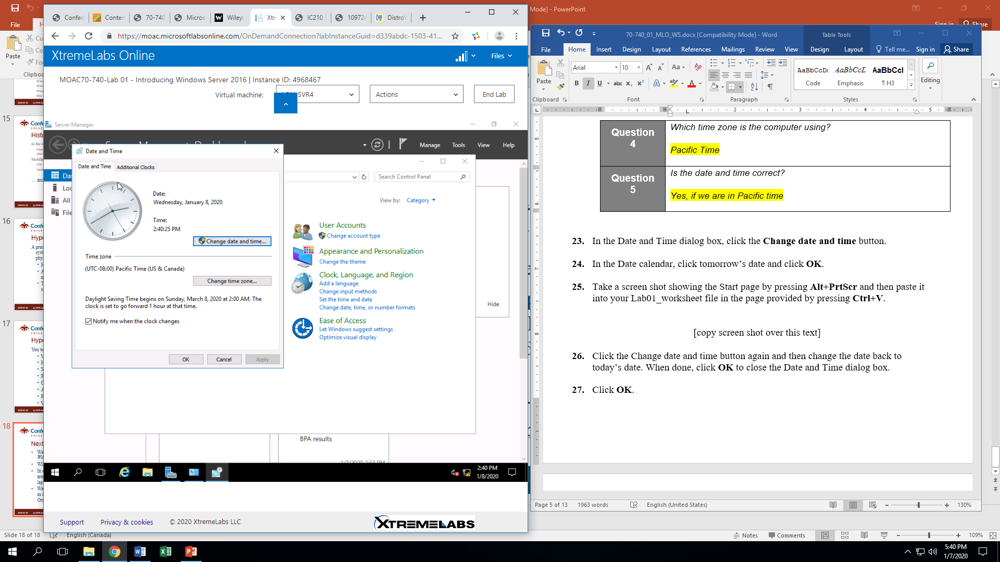 Mode] - PowerPoint
Sign in
Share
File
Paste
Clipboa
15
16
17
18
Slide 18 of 18
English (Canada)
Notes
Comments
109%
Confed
Conten
70-740
Micros
Wiley:
Xtr
IC210
109724
DistroW
https://moac.microsoftlabsonline.com/OnDemandConnection?labInstanceGuid=d339abdc-1503-41...
XtremeLabs Online
Files
MOAC70-740-Lab 01 - Introducing Windows Server 2016 | Instance ID: 4968467
Virtual machine:
SVR4
Actions
End Lab
Server Manager
Manage
Tools
View
Help
Search Control Panel
View by:
Category
Date and Time
Date and Time
Additional Clocks
Date:
Wednesday, January 8, 2020
Time:
2:40:25 PM
Change date and time...
Time zone
(UTC-08:00) Pacific Time (US & Canada)
Change time zone...
Daylight Saving Time begins on Sunday, March 8, 2020 at 2:00 AM. The
clock is set to go forward 1 hour at that time.
Notify me when the clock changes
OK
Cancel
Apply
User Accounts
Change account type
Appearance and Personalization
Change the theme
Clock, Language, and Region
Add a language
Change input methods
Set the time and date
Change date, time, or number formats
Ease of Access
Let Windows suggest settings
Optimize visual display
Hide
BPA results
1/7/2020 2:33 PM
2:40 PM
1/8/2020
Support
Privacy & cookies
© 2020 XtremeLabs LLC
XTREMELABS
70-740_01_MLO_WS.docx [Compatibility Mode] - Word
Table Tools
File
Home
Insert
Design
Layout
References
Mailings
Review
View
Design
Layout
Tell me...
Sign in
Share
Paste
Arial
10
AaBbCcDc
AaBbCcL
AaBbCcl
Code
Emphasis
¶ H3
Editing
Clipboard
Font
Paragraph
Styles
Question 4
Which time zone is the computer using?
Pacific Time
Question 5
Is the date and time correct?
Yes, if we are in Pacific time
23. In the Date and Time dialog box, click the Change date and time button.
24. In the Date calendar, click tomorrow’s date and click OK.
25. Take a screen shot showing the Start page by pressing Alt+PrtScr and then paste it
into your Lab01_worksheet file in the page provided by pressing Ctrl+V.
[copy screen shot over this text]
26. Click the Change date and time button again and then change the date back to
today’s date. When done, click OK to close the Date and Time dialog box.
27. Click OK.
Page 5 of 13
1963 words
English (United States)
130%
5:40 PM
1/7/2020